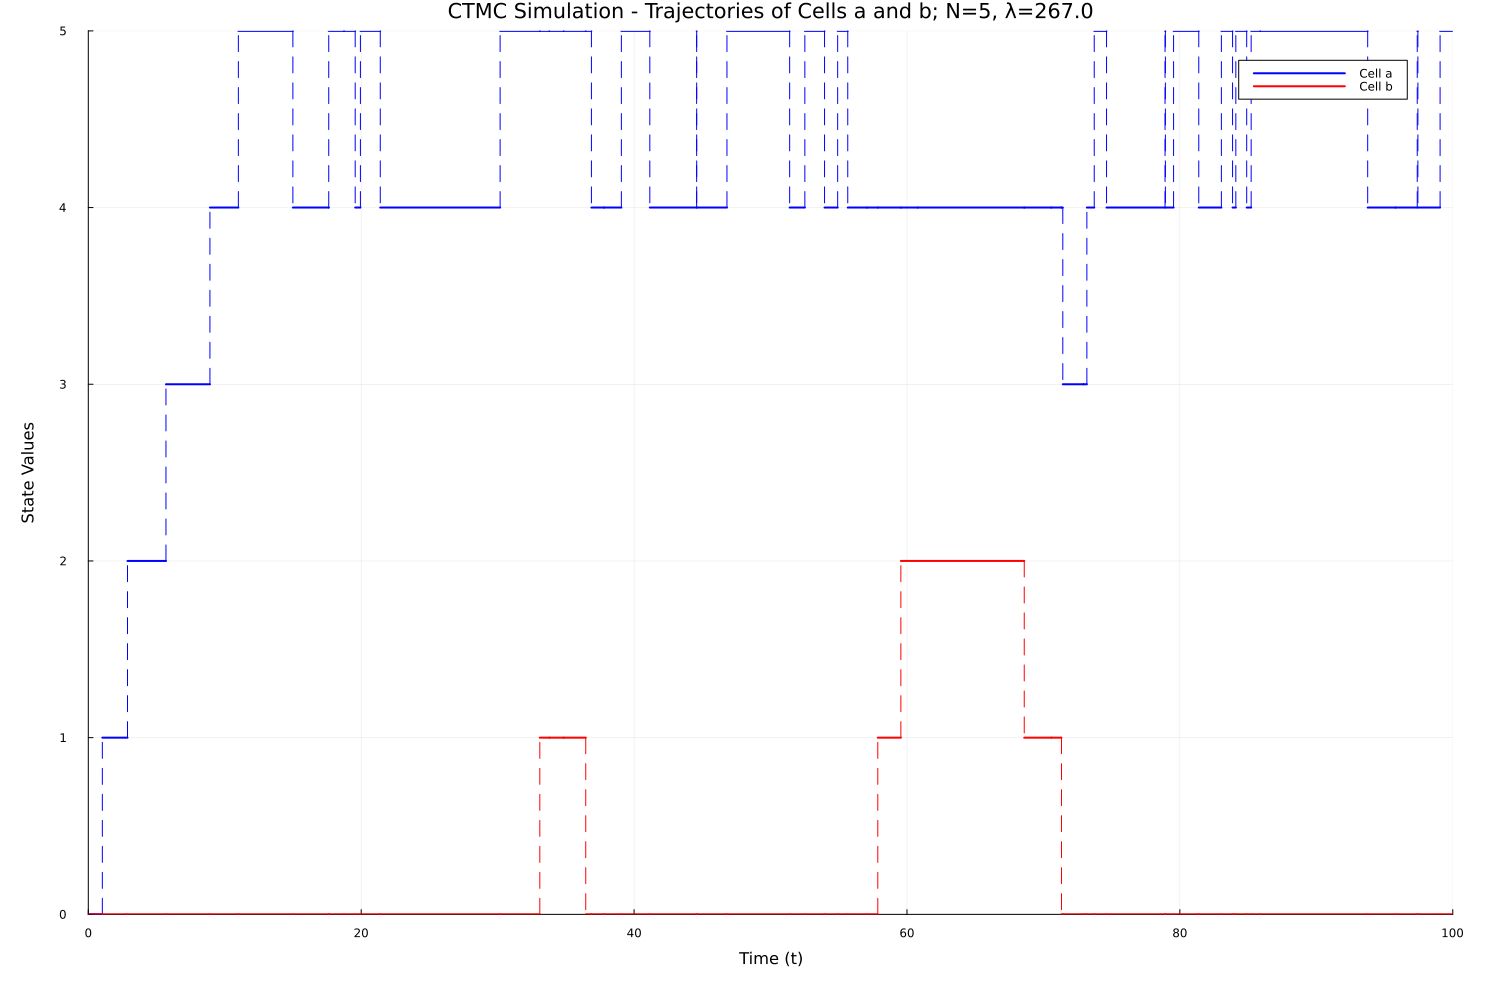 CTMC Simulation - Trajectories of Cells a and b; N=5, λ=267.0
5
Cell a
Cell b
4
3
State Values
2
1
0
0 20 40 60 80 100
Time (t)